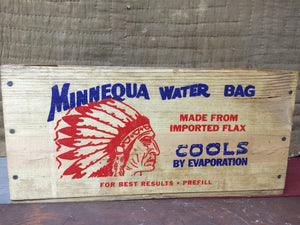 MINNEQUA WATER BAG
MADE FROM
IMPORTED FLAX
COOLS
BY EVAPORATION
FOR BEST RESULTS • PREFILL